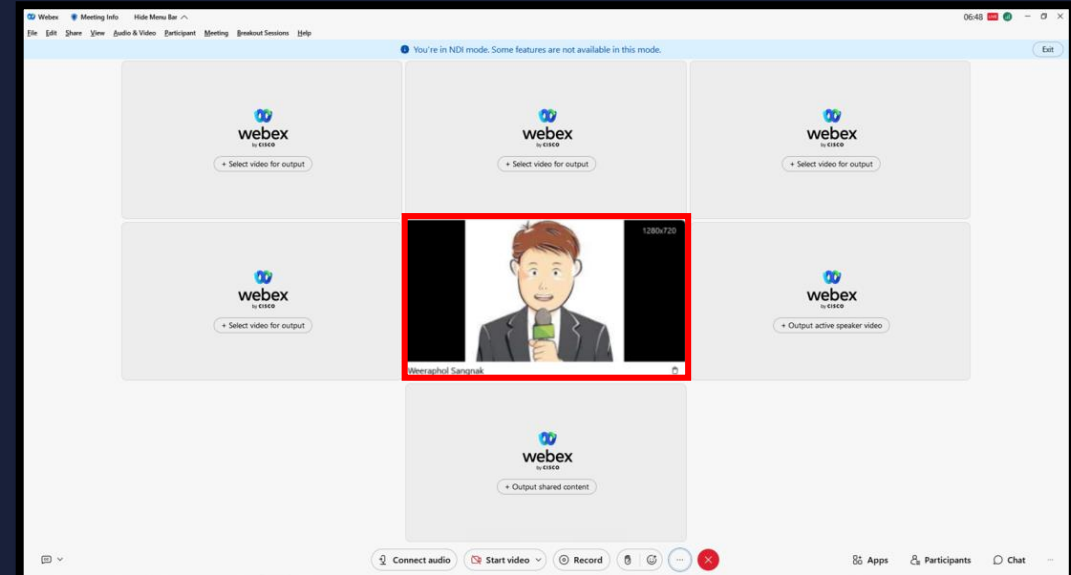 Webex Meeting Info Hide Menu Bar 06:48 LIVE
File Edit Share View Audio & Video Participant Meeting Breakout Sessions Help
You're in NDI mode. Some features are not available in this mode. Exit
webex
by CISCO
+ Select video for output
webex
by CISCO
+ Select video for output
webex
by CISCO
+ Select video for output
webex
by CISCO
+ Select video for output
1280x720
Weeraphol Sangnak
webex
by CISCO
+ Output active speaker video
webex
by CISCO
+ Output shared content
Connect audio Start video Record Apps Participants Chat